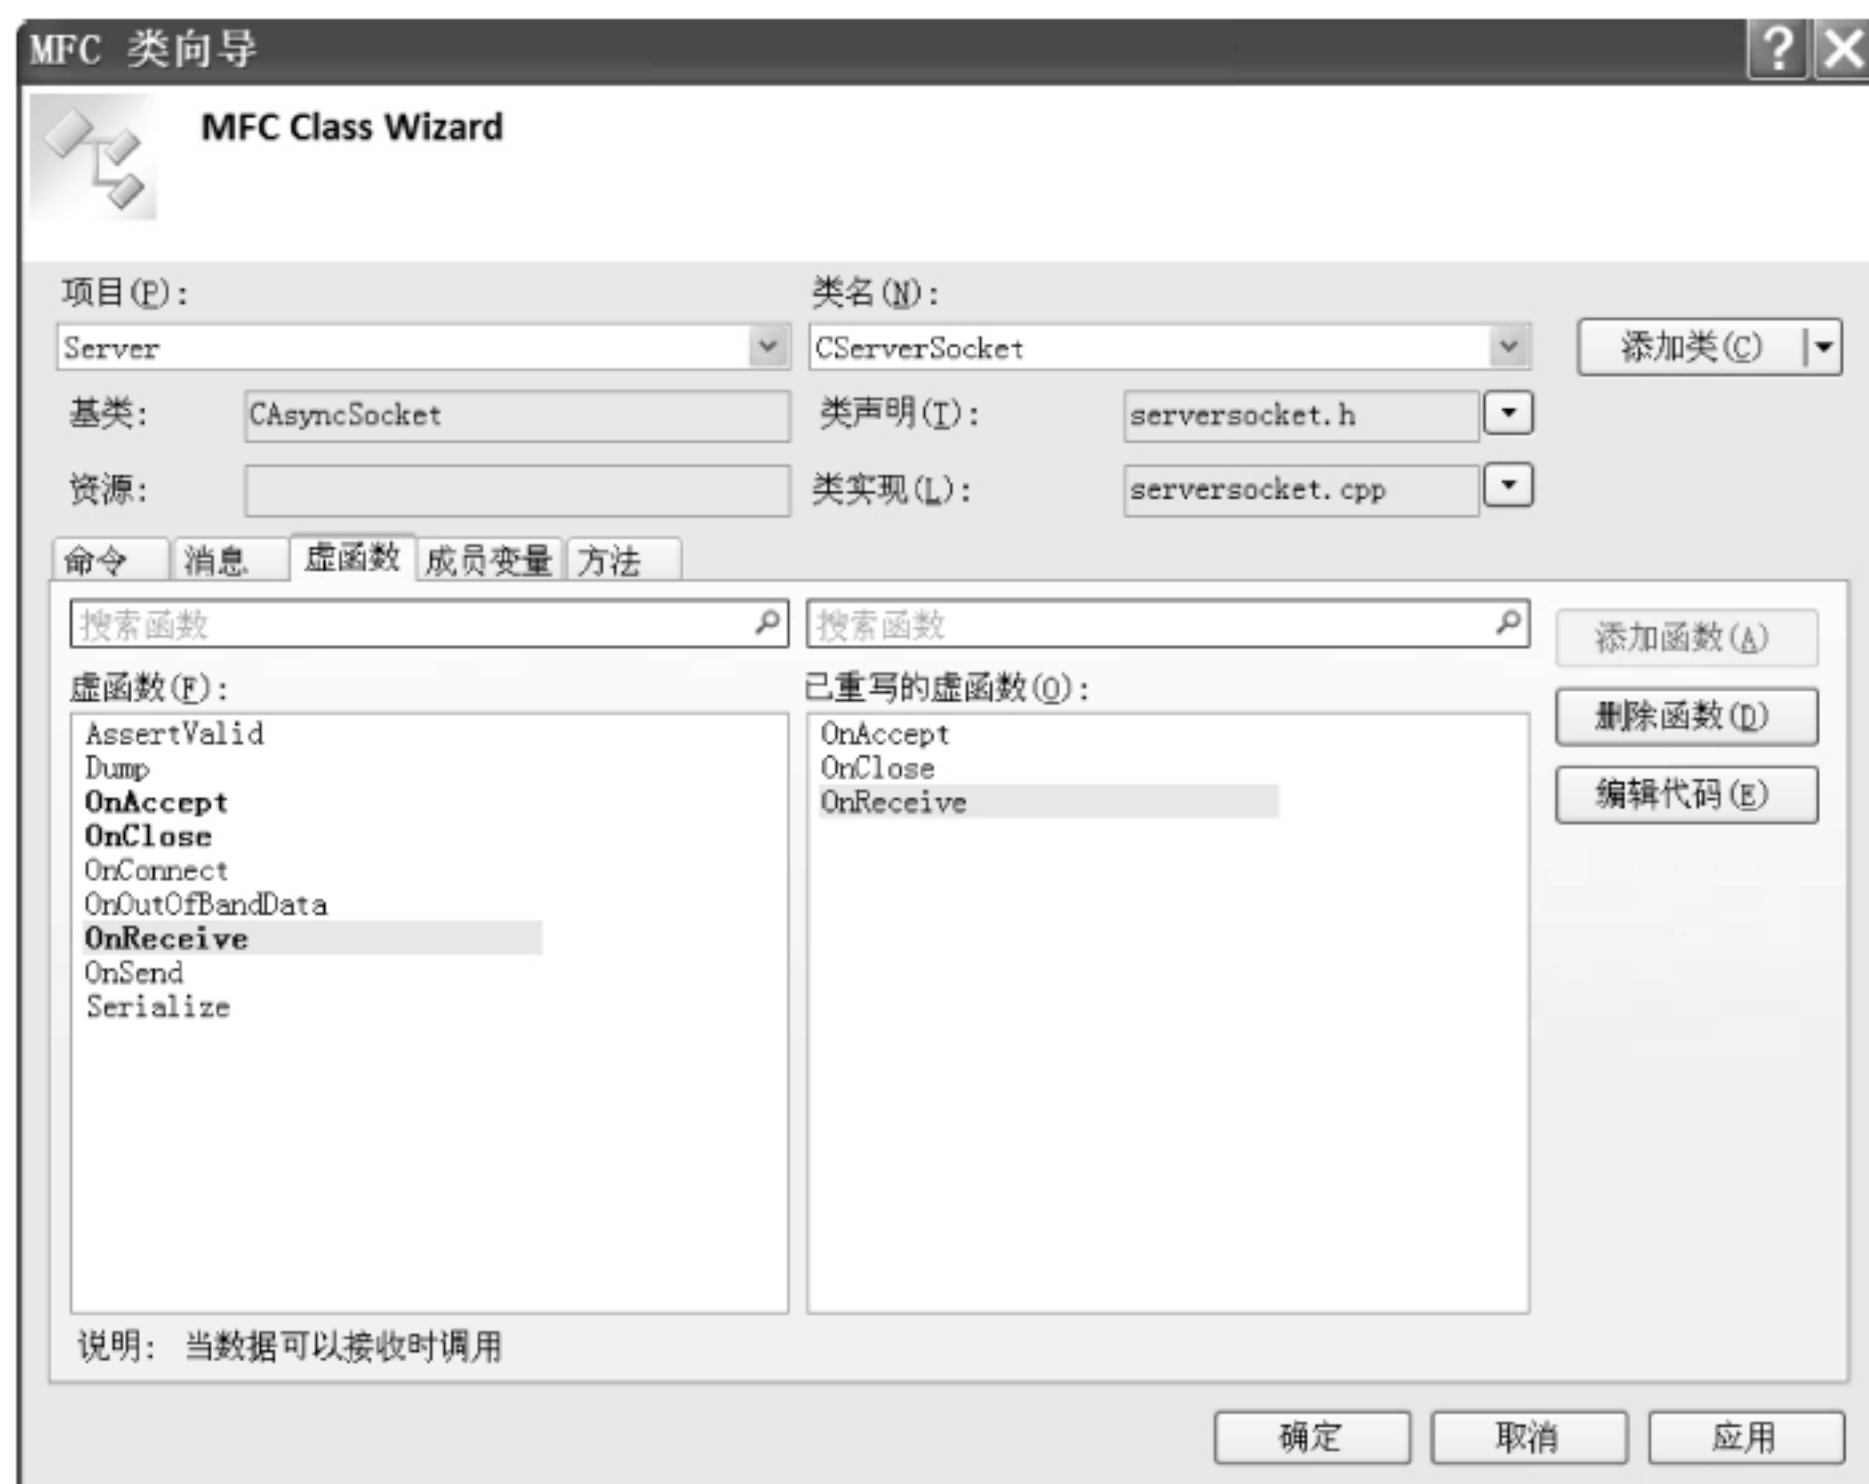 MFC 类向导
MFC Class Wizard
项目(P): 类名(N):
Server CServerSocket 添加类(C)
基类: CAsyncSocket 类声明(T): serversocket.h
资源: 类实现(L): serversocket.cpp
命令 消息 虚函数 成员变量 方法
搜索函数 搜索函数 添加函数(A)
虚函数(F): 已重写的虚函数(O): 删除函数(D)
AssertValid OnAccept
Dump OnClose 编辑代码(E)
OnAccept OnReceive
OnClose
OnConnect
OnOutOfBandData
OnReceive
OnSend
Serialize
说明: 当数据可以接收时调用
确定 取消 应用